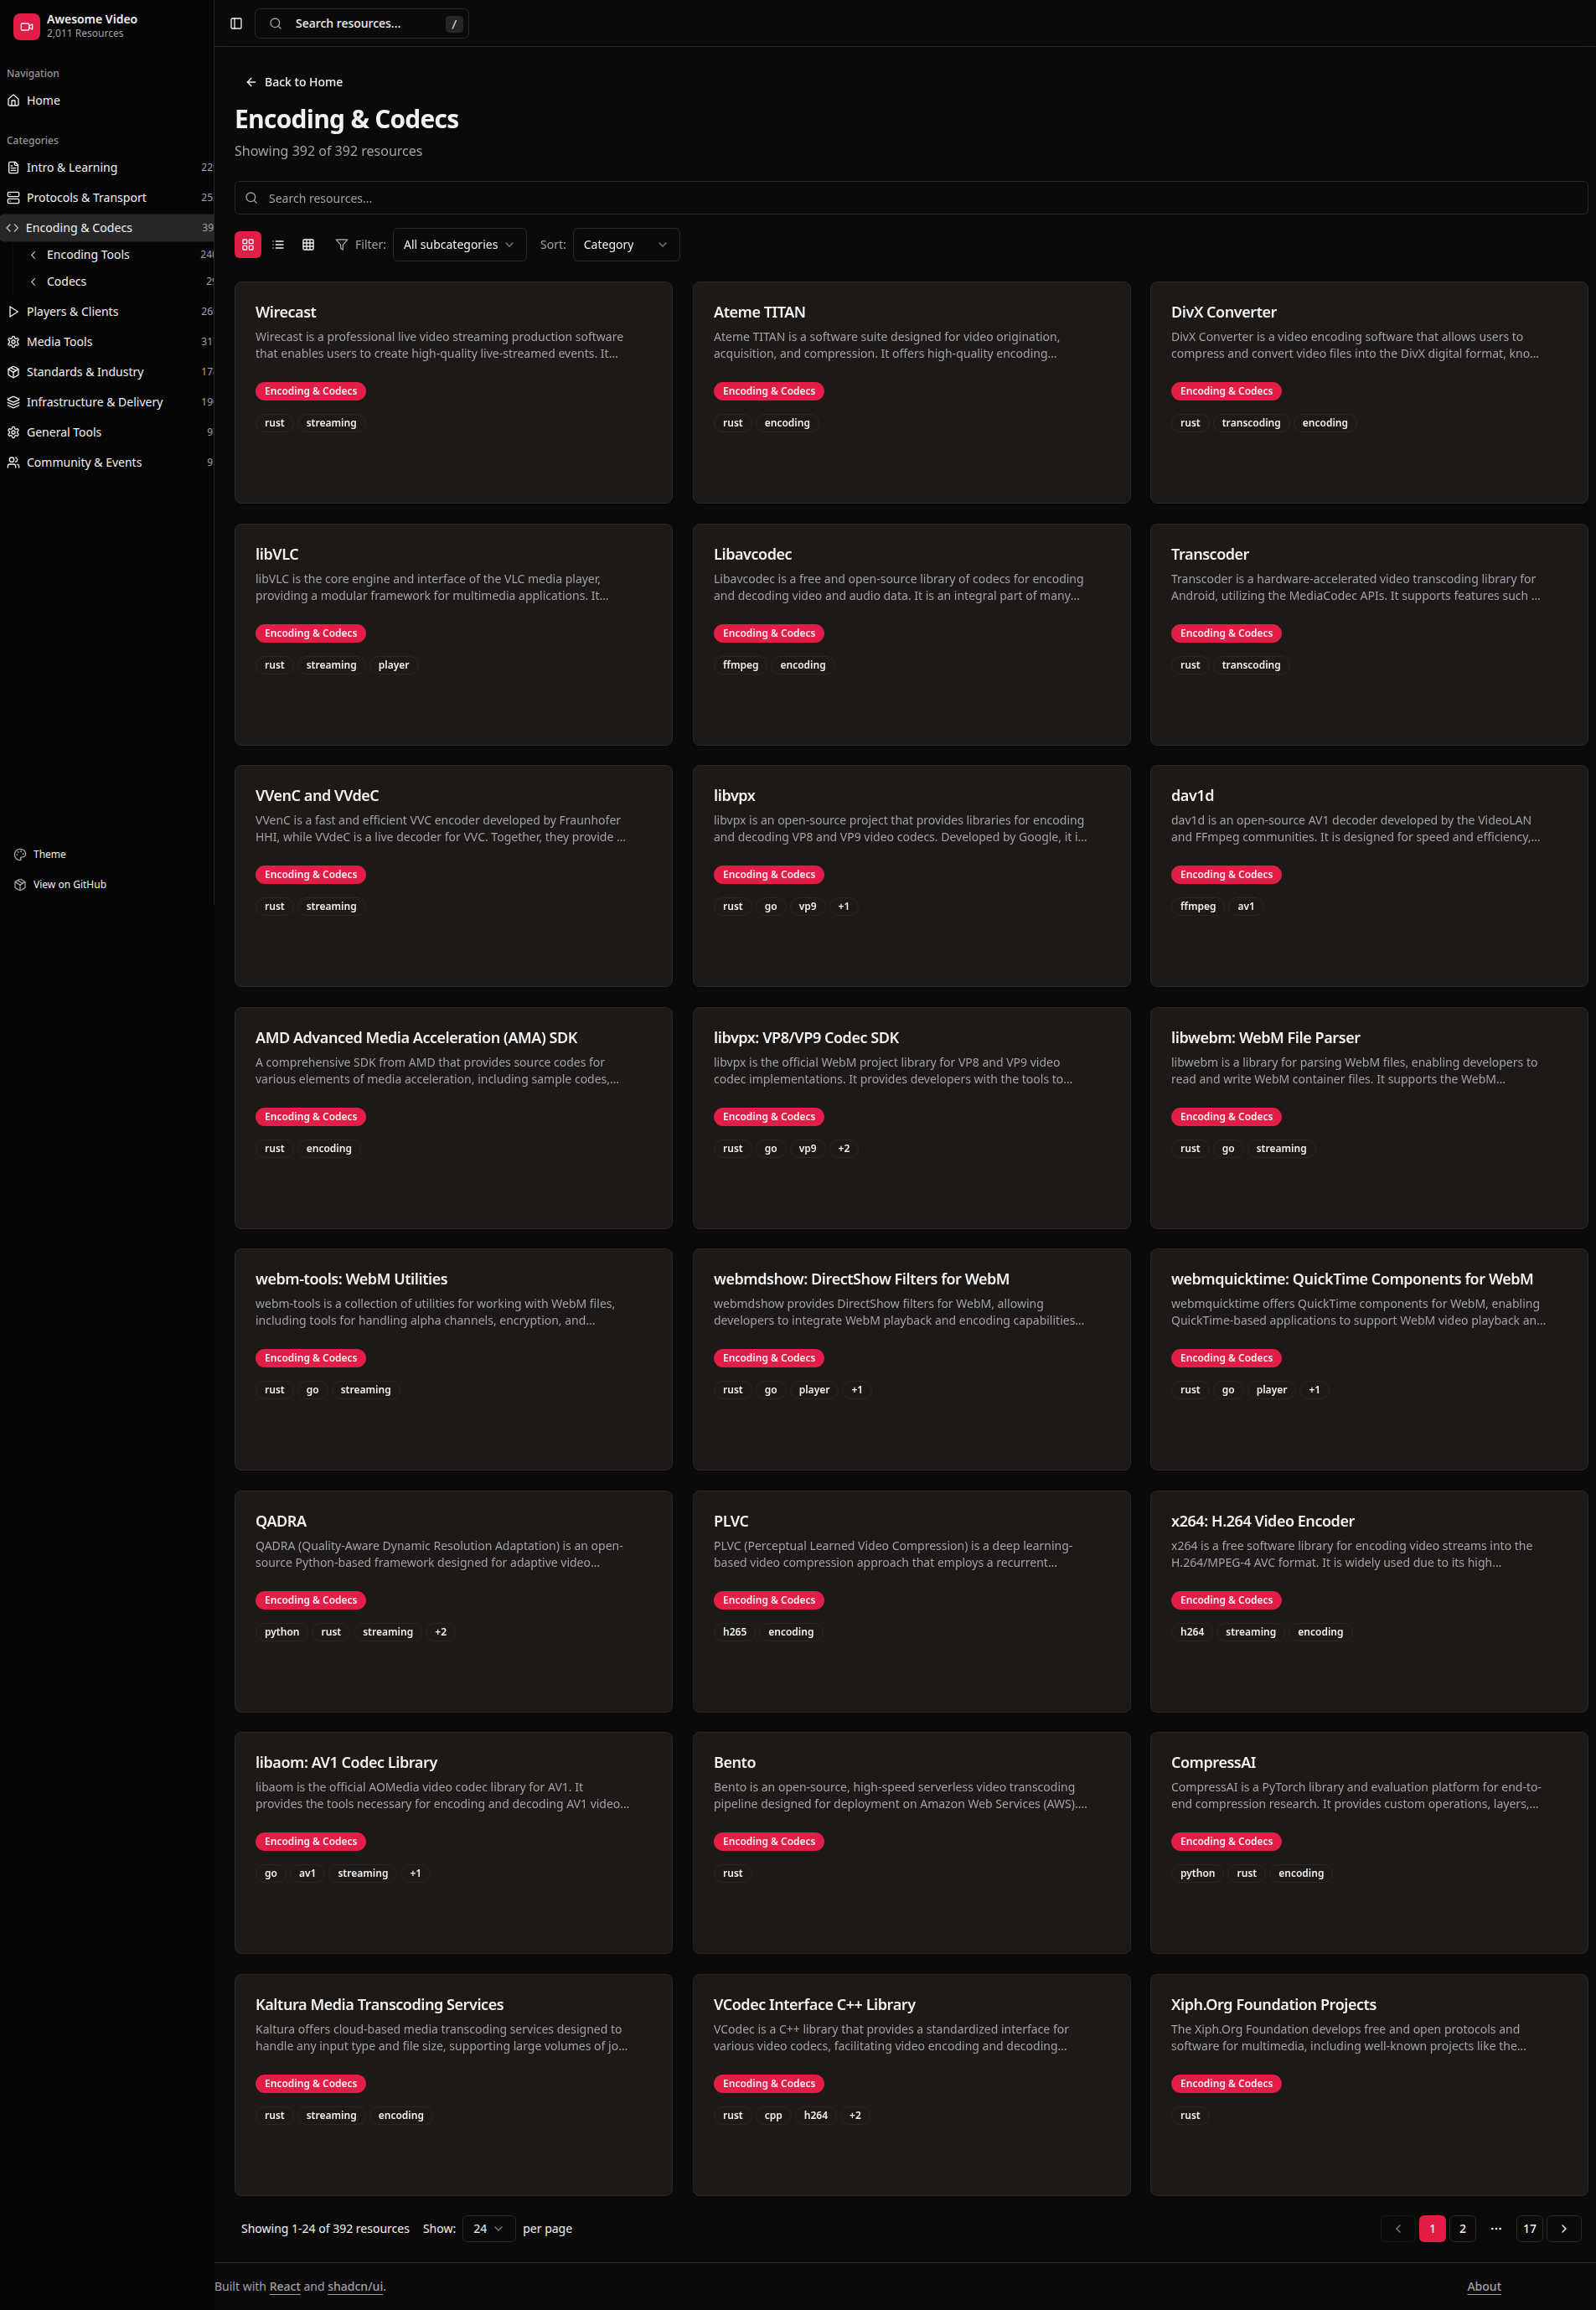 Awesome Video
2,011 Resources
Navigation
Home
Categories
Intro & Learning
Protocols & Transport
Encoding & Codecs
Encoding Tools
Codecs
Players & Clients
Media Tools
Standards & Industry
Infrastructure & Delivery
General Tools
Community & Events
Theme
View on GitHub
Search resources... /
Back to Home
Encoding & Codecs
Showing 392 of 392 resources
Search resources...
Filter: All subcategories Sort: Category
Wirecast
Wirecast is a professional live video streaming production software
that enables users to create high-quality live-streamed events. It...
Encoding & Codecs
rust streaming
Ateme TITAN
Ateme TITAN is a software suite designed for video origination,
acquisition, and compression. It offers high-quality encoding...
Encoding & Codecs
rust encoding
DivX Converter
DivX Converter is a video encoding software that allows users to
compress and convert video files into the DivX digital format, kno...
Encoding & Codecs
rust transcoding encoding
libVLC
libVLC is the core engine and interface of the VLC media player,
providing a modular framework for multimedia applications. It...
Encoding & Codecs
rust streaming player
Libavcodec
Libavcodec is a free and open-source library of codecs for encoding
and decoding video and audio data. It is an integral part of many...
Encoding & Codecs
ffmpeg encoding
Transcoder
Transcoder is a hardware-accelerated video transcoding library for
Android, utilizing the MediaCodec APIs. It supports features such ...
Encoding & Codecs
rust transcoding
VVenC and VVdeC
VVenC is a fast and efficient VVC encoder developed by Fraunhofer
HHI, while VVdeC is a live decoder for VVC. Together, they provide ...
Encoding & Codecs
rust streaming
libvpx
libvpx is an open-source project that provides libraries for encoding
and decoding VP8 and VP9 video codecs. Developed by Google, it i...
Encoding & Codecs
rust go vp9 +1
dav1d
dav1d is an open-source AV1 decoder developed by the VideoLAN
and FFmpeg communities. It is designed for speed and efficiency,...
Encoding & Codecs
ffmpeg av1
AMD Advanced Media Acceleration (AMA) SDK
A comprehensive SDK from AMD that provides source codes for
various elements of media acceleration, including sample codes,...
Encoding & Codecs
rust encoding
libvpx: VP8/VP9 Codec SDK
libvpx is the official WebM project library for VP8 and VP9 video
codec implementations. It provides developers with the tools to...
Encoding & Codecs
rust go vp9 +2
libwebm: WebM File Parser
libwebm is a library for parsing WebM files, enabling developers to
read and write WebM container files. It supports the WebM...
Encoding & Codecs
rust go streaming
webm-tools: WebM Utilities
webm-tools is a collection of utilities for working with WebM files,
including tools for handling alpha channels, encryption, and...
Encoding & Codecs
rust go streaming
webmdshow: DirectShow Filters for WebM
webmdshow provides DirectShow filters for WebM, allowing
developers to integrate WebM playback and encoding capabilities...
Encoding & Codecs
rust go player +1
webmquicktime: QuickTime Components for WebM
webmquicktime offers QuickTime components for WebM, enabling
QuickTime-based applications to support WebM video playback an...
Encoding & Codecs
rust go player +1
QADRA
QADRA (Quality-Aware Dynamic Resolution Adaptation) is an open-
source Python-based framework designed for adaptive video...
Encoding & Codecs
python rust streaming +2
PLVC
PLVC (Perceptual Learned Video Compression) is a deep learning-
based video compression approach that employs a recurrent...
Encoding & Codecs
h265 encoding
x264: H.264 Video Encoder
x264 is a free software library for encoding video streams into the
H.264/MPEG-4 AVC format. It is widely used due to its high...
Encoding & Codecs
h264 streaming encoding
libaom: AV1 Codec Library
libaom is the official AOMedia video codec library for AV1. It
provides the tools necessary for encoding and decoding AV1 video...
Encoding & Codecs
go av1 streaming +1
Bento
Bento is an open-source, high-speed serverless video transcoding
pipeline designed for deployment on Amazon Web Services (AWS)....
Encoding & Codecs
rust
CompressAI
CompressAI is a PyTorch library and evaluation platform for end-to-
end compression research. It provides custom operations, layers,...
Encoding & Codecs
python rust encoding
Kaltura Media Transcoding Services
Kaltura offers cloud-based media transcoding services designed to
handle any input type and file size, supporting large volumes of jo...
Encoding & Codecs
rust streaming encoding
VCodec Interface C++ Library
VCodec is a C++ library that provides a standardized interface for
various video codecs, facilitating video encoding and decoding...
Encoding & Codecs
rust cpp h264 +2
Xiph.Org Foundation Projects
The Xiph.Org Foundation develops free and open protocols and
software for multimedia, including well-known projects like the...
Encoding & Codecs
rust
Showing 1-24 of 392 resources Show: 24 per page
1 2 ... 17
Built with React and shadcn/ui.
About